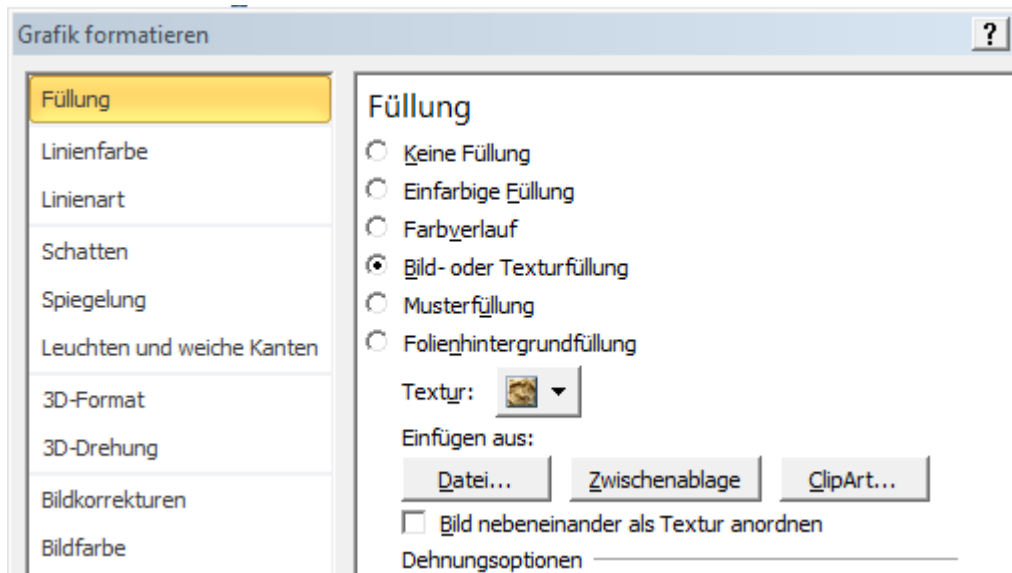 Grafik formatieren
?
Füllung
Linienfarbe
Linienart
Schatten
Spiegelung
Leuchten und weiche Kanten
3D-Format
3D-Drehung
Bildkorrekturen
Bildfarbe
Füllung
Keine Füllung
Einfarbige Füllung
Farbverlauf
Bild- oder Texturfüllung
Musterfüllung
Folienhintergrundfüllung
Textur:
Einfügen aus:
Datei... Zwischenablage ClipArt...
Bild nebeneinander als Textur anordnen
Dehnungsoptionen